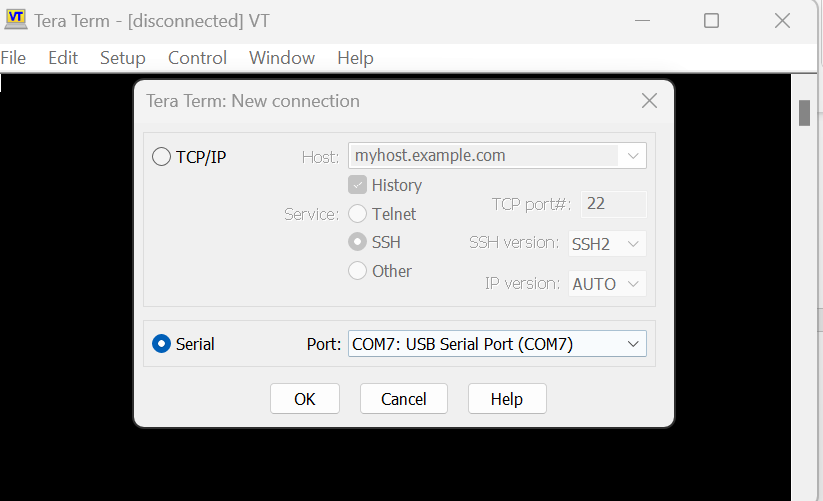 VT Tera Term - [disconnected] VT
File Edit Setup Control Window Help
Tera Term: New connection
TCP/IP Host: myhost.example.com
History
Service: Telnet TCP port#: 22
SSH SSH version: SSH2
Other IP version: AUTO
Serial Port: COM7: USB Serial Port (COM7)
OK Cancel Help